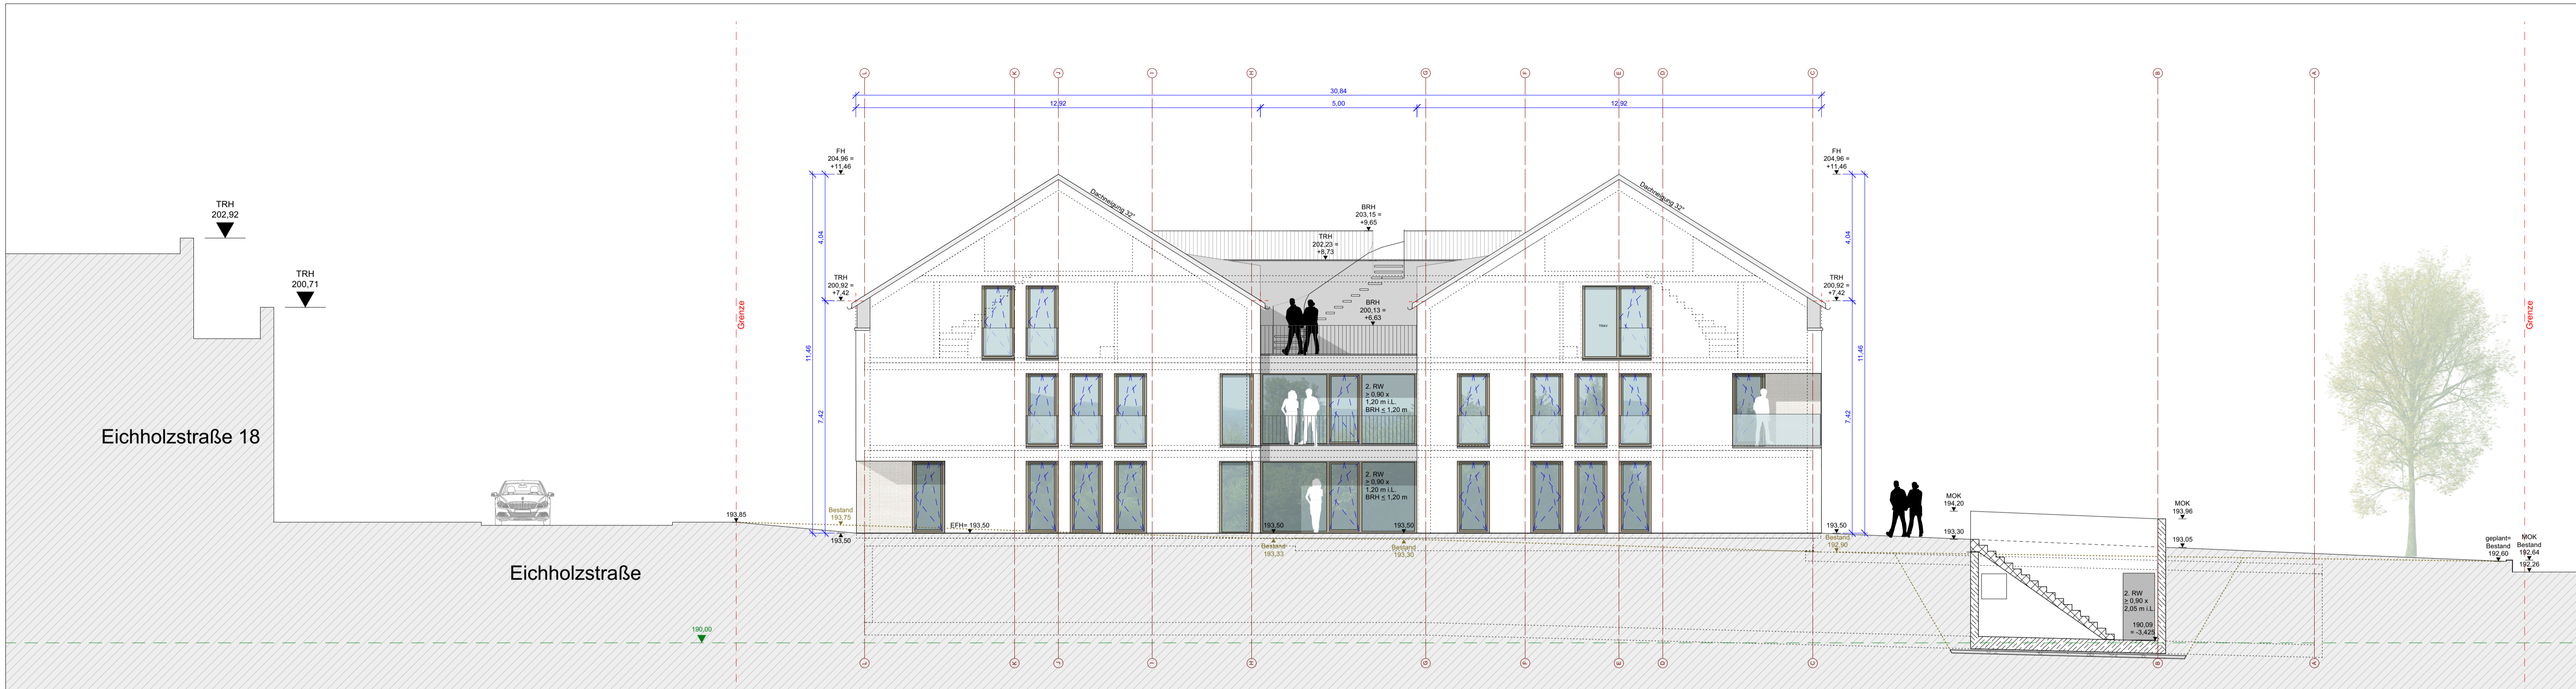 L
K
J
I
H
G
F
E
D
C
B
A
30,84
12,92
5,00
12,92
FH
204,96 =
+11,46
FH
204,96 =
+11,46
Dachneigung 32°
Dachneigung 32°
TRH
202,92
TRH
200,71
BRH
203,15 =
+9,65
TRH
202,23 =
+8,73
4,04
4,04
TRH
200,92 =
+7,42
TRH
200,92 =
+7,42
BRH
200,13 =
+6,63
Grenze
Grenze
11,46
7,42
7,42
11,46
2. RW
≥ 0,90 x
1,20 m i.L.
BRH ≤ 1,20 m
Eichholzstraße 18
2. RW
≥ 0,90 x
1,20 m i.L.
BRH ≤ 1,20 m
193,85
Bestand
193,75
EFH= 193,50
193,50
193,50
193,50
193,50
Bestand
193,33
Bestand
193,30
Bestand
192,90
MOK
194,20
193,30
MOK
193,96
193,05
geplant=
Bestand
192,60
MOK
Bestand
192,64
192,26
Eichholzstraße
2. RW
≥ 0,90 x
2,05 m i.L.
190,09
= -3,425
190,00
L
K
J
I
H
G
F
E
D
C
B
A